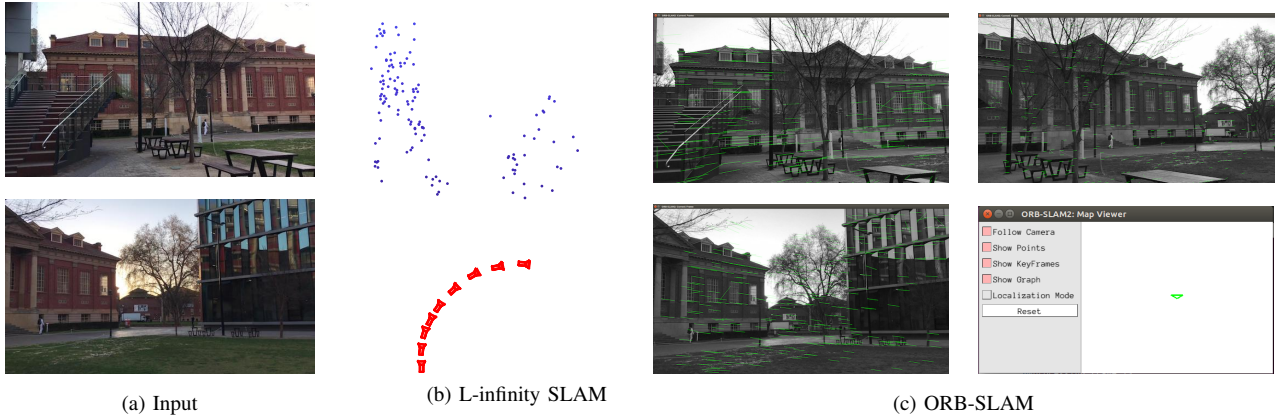 ORB-SLAM2: Map Viewer
Follow Camera
Show Points
Show KeyFrames
Show Graph
Localization Mode
Reset
(a) Input
(b) L-infinity SLAM
(c) ORB-SLAM